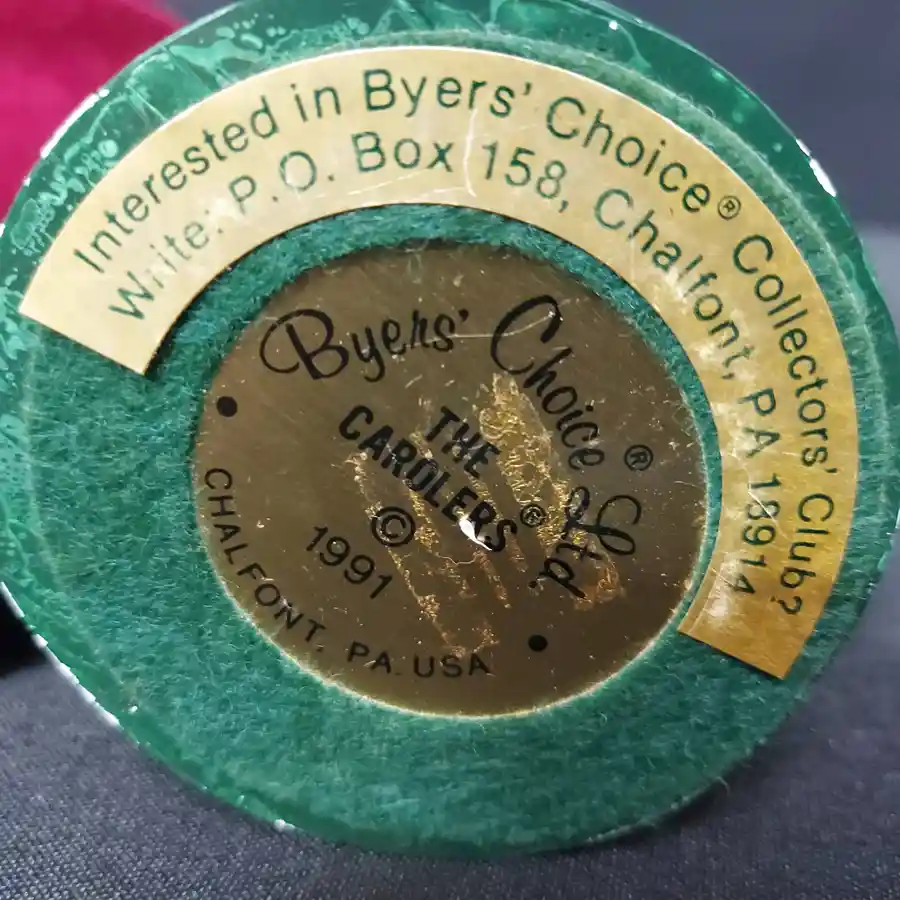 Interested in Byers' Choice® Collectors' Club?
Write: P.O. Box 158, Chalfont, PA 18914
Byers' Choice® Ltd
THE
CAROLERS®
©
1991
CHALFONT, PA. USA